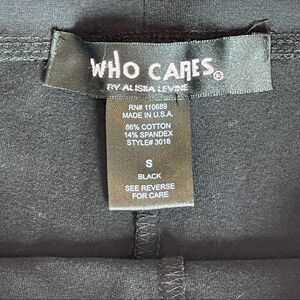 WHO CARES®
BY ALISHA LEVINE
RN# 110689
MADE IN U.S.A.
86% COTTON
14% SPANDEX
STYLE# 3018
S
BLACK
SEE REVERSE
FOR CARE